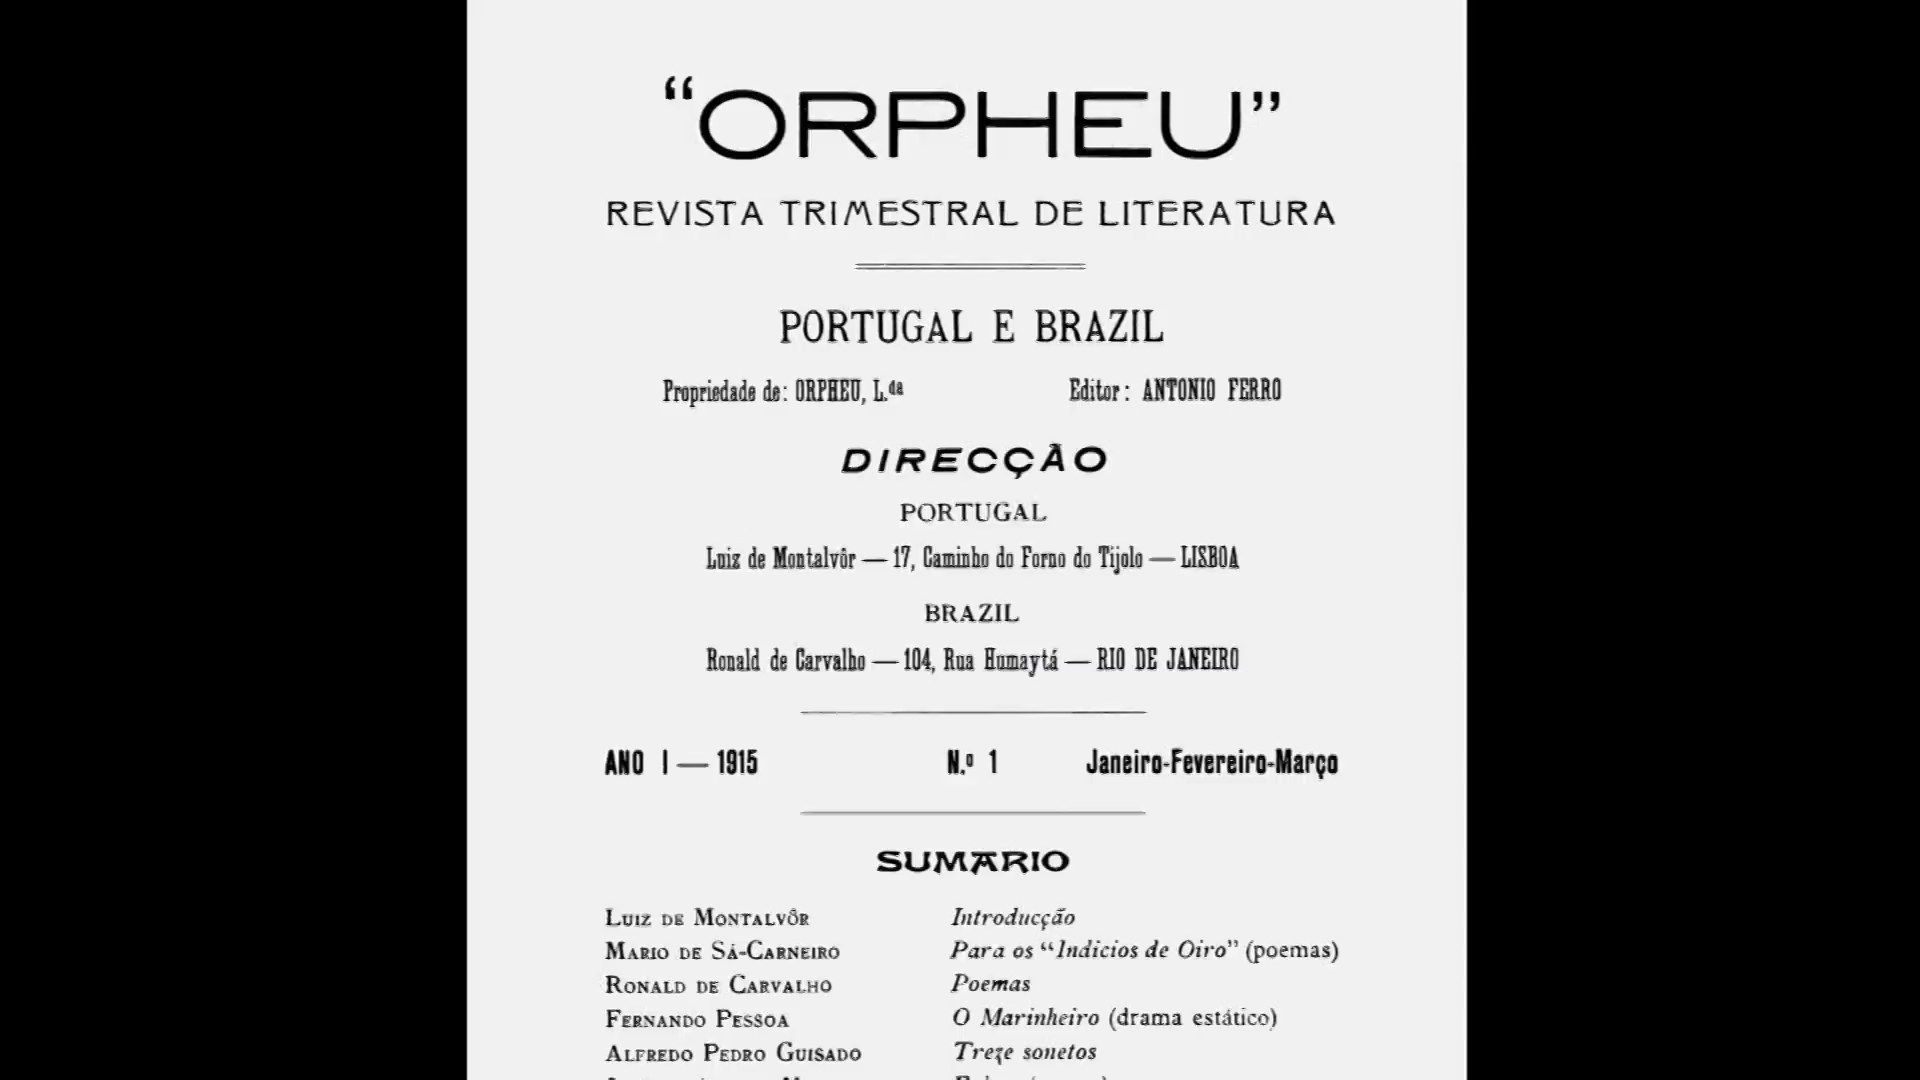 “ORPHEU”
REVISTA TRIMESTRAL DE LITERATURA
PORTUGAL E BRAZIL
Propriedade de: ORPHEU, L.da Editor: ANTONIO FERRO
DIRECÇÃO
PORTUGAL
Luiz de Montalvôr — 17, Caminho do Forno do Tijolo — LISBOA
BRAZIL
Ronald de Carvalho — 104, Rua Humaytá — RIO DE JANEIRO
ANO I — 1915 N.º 1 Janeiro-Fevereiro-Março
SUMARIO
LUIZ DE MONTALVÔR Introducção
MARIO DE SÁ-CARNEIRO Para os “Indicios de Oiro” (poemas)
RONALD DE CARVALHO Poemas
FERNANDO PESSOA O Marinheiro (drama estático)
ALFREDO PEDRO GUISADO Treze sonetos